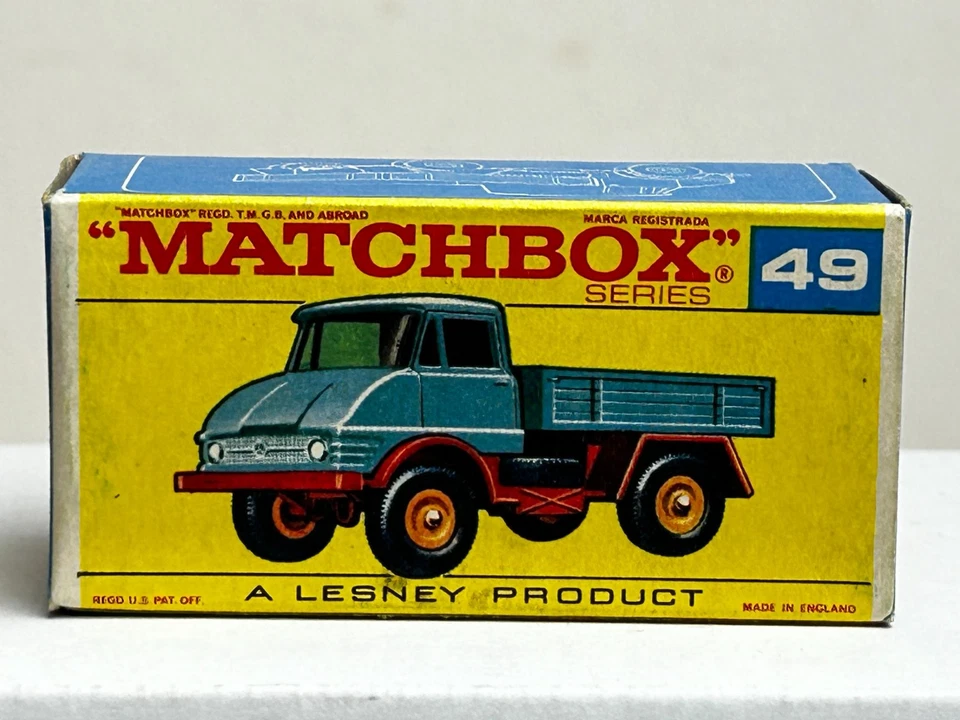 "MATCHBOX" REGD. T.M. G.B. AND ABROAD
MARCA REGISTRADA
"MATCHBOX"®
SERIES
49
A LESNEY PRODUCT
REGD U.S PAT. OFF.
MADE IN ENGLAND